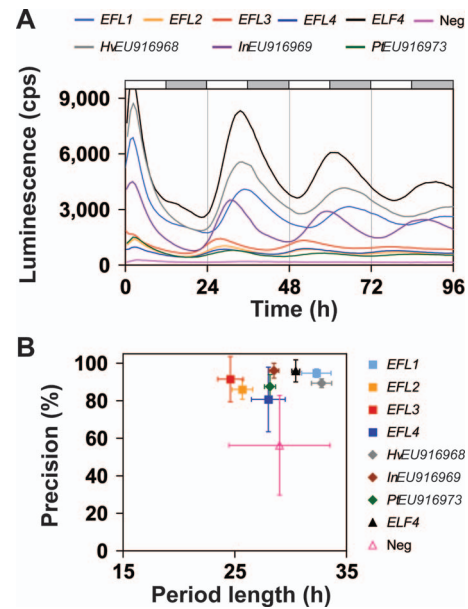 A
EFL1 EFL2 EFL3 EFL4 ELF4 Neg
HvEU916968 InEU916969 PtEU916973
Luminescence (cps)
9,000
6,000
3,000
0
0 24 48 72 96
Time (h)
B
Precision (%)
100
80
60
40
20
0
15 25 35
Period length (h)
EFL1
EFL2
EFL3
EFL4
HvEU916968
InEU916969
PtEU916973
ELF4
Neg